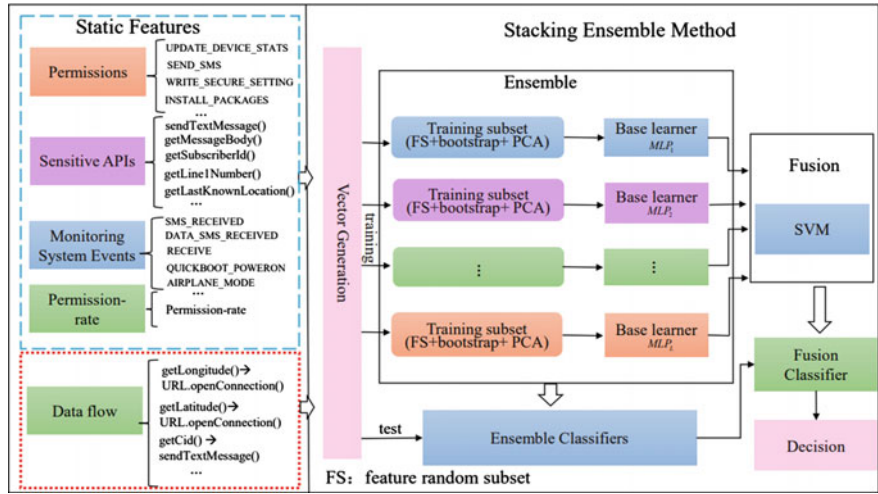 Static Features
Permissions
UPDATE_DEVICE_STATS
SEND_SMS
WRITE_SECURE_SETTING
INSTALL_PACKAGES
...
Sensitive APIs
sendTextMessage()
getMessageBody()
getSubscriberId()
getLine1Number()
getLastKnownLocation()
...
Monitoring
System Events
SMS_RECEIVED
DATA_SMS_RECEIVED
RECEIVE
QUICKBOOT_POWERON
AIRPLANE_MODE
...
Permission-
rate
Permission-rate
Data flow
getLongitude()→
URL.openConnection()
getLatitude()→
URL.openConnection()
getCid()→
sendTextMessage()
...
Stacking Ensemble Method
Vector Generation
training
test
Ensemble
Training subset
(FS+bootstrap+ PCA)
Base learner
MLP₁
Training subset
(FS+bootstrap+ PCA)
Base learner
MLP₂
⋮
⋮
Training subset
(FS+bootstrap+ PCA)
Base learner
MLP_L
Fusion
SVM
Ensemble Classifiers
Fusion
Classifier
Decision
FS: feature random subset